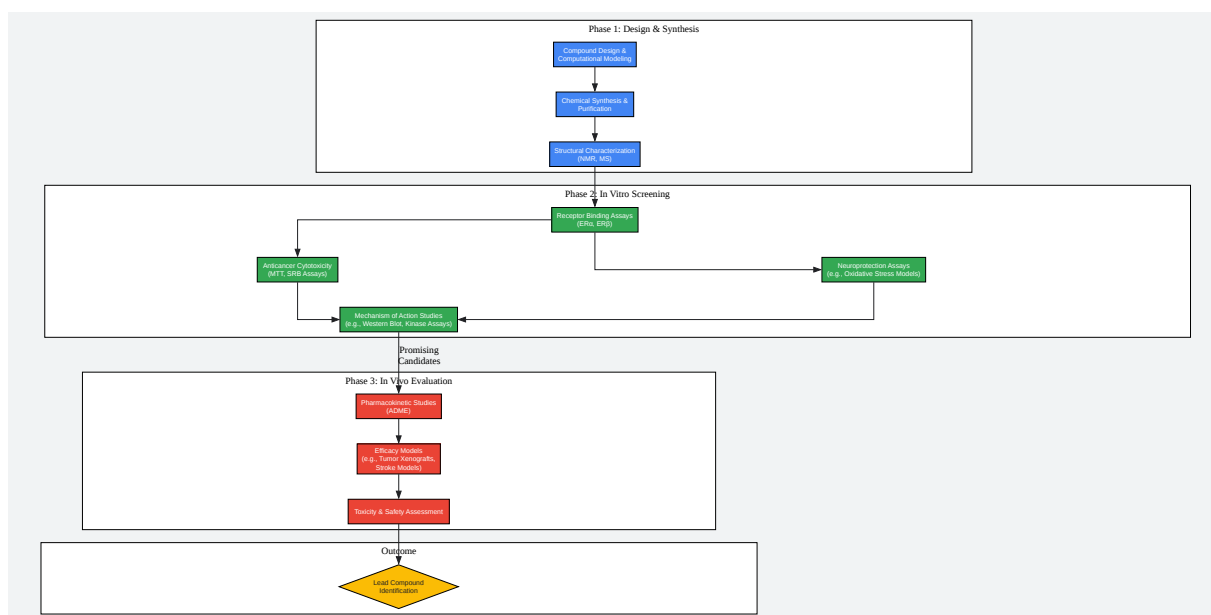 Phase 1: Design & Synthesis
Compound Design &
Computational Modeling
Chemical Synthesis &
Purification
Structural Characterization
(NMR, MS)
Phase 2: In Vitro Screening
Receptor Binding Assays
(ERα, ERβ)
Anticancer Cytotoxicity
(MTT, SRB Assays)
Neuroprotection Assays
(e.g., Oxidative Stress Models)
Mechanism of Action Studies
(e.g., Western Blot, Kinase Assays)
Promising
Candidates
Phase 3: In Vivo Evaluation
Pharmacokinetic Studies
(ADME)
Efficacy Models
(e.g., Tumor Xenografts,
Stroke Models)
Toxicity & Safety Assessment
Outcome
Lead Compound
Identification